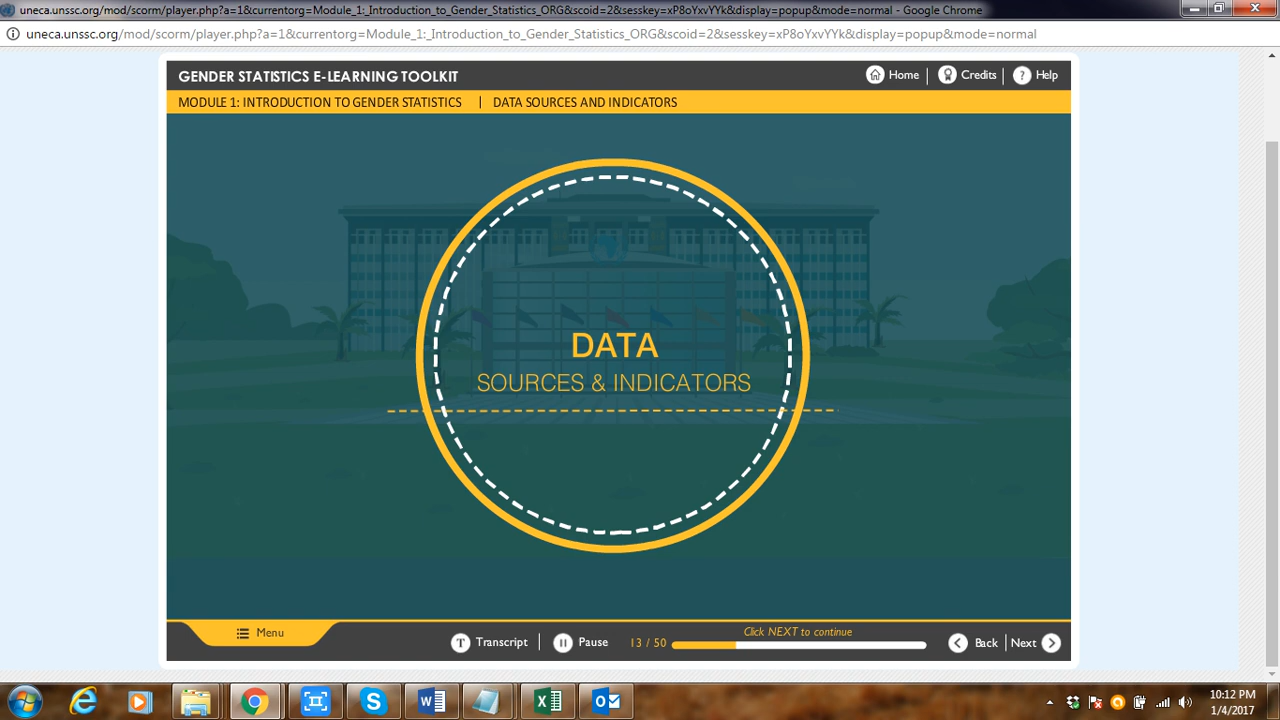 uneca.unssc.org/mod/scorm/player.php?a=1&currentorg=Module_1:_Introduction_to_Gender_Statistics_ORG&scoid=2&sesskey=xP8oYxvYYk&display=popup&mode=normal - Google Chrome
uneca.unssc.org/mod/scorm/player.php?a=1&currentorg=Module_1:_Introduction_to_Gender_Statistics_ORG&scoid=2&sesskey=xP8oYxvYYk&display=popup&mode=normal
GENDER STATISTICS E-LEARNING TOOLKIT Home | Credits | ? Help
MODULE 1: INTRODUCTION TO GENDER STATISTICS | DATA SOURCES AND INDICATORS
DATA
SOURCES & INDICATORS
Click NEXT to continue
Menu T Transcript | Pause 13 / 50 Back | Next
10:12 PM
1/4/2017